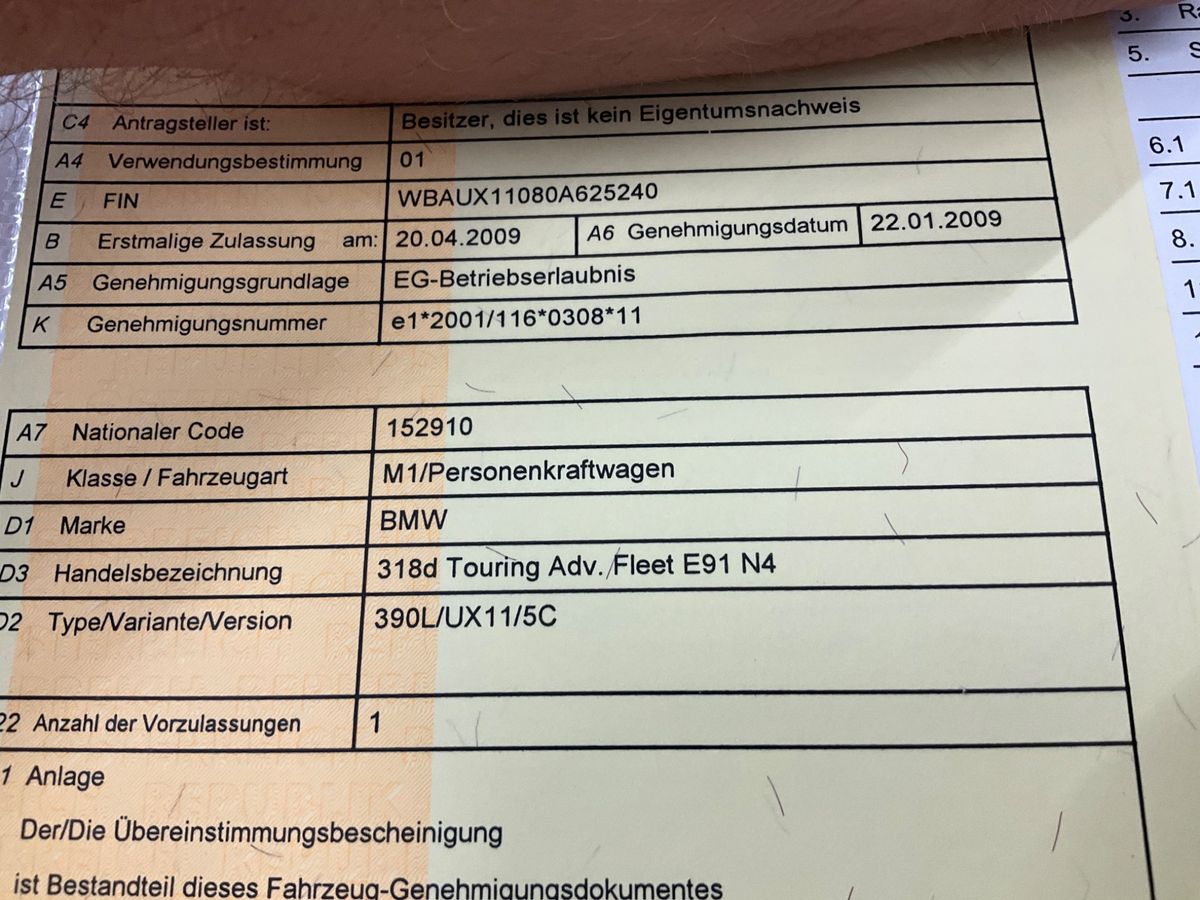 C4 Antragsteller ist: Besitzer, dies ist kein Eigentumsnachweis
A4 Verwendungsbestimmung 01
E FIN WBAUX11080A625240
B Erstmalige Zulassung am: 20.04.2009 A6 Genehmigungsdatum 22.01.2009
A5 Genehmigungsgrundlage EG-Betriebserlaubnis
K Genehmigungsnummer e1*2001/116*0308*11
A7 Nationaler Code 152910
J Klasse / Fahrzeugart M1/Personenkraftwagen
D1 Marke BMW
D3 Handelsbezeichnung 318d Touring Adv. Fleet E91 N4
D2 Type/Variante/Version 390L/UX11/5C
22 Anzahl der Vorzulassungen 1
1 Anlage
Der/Die Übereinstimmungsbescheinigung
ist Bestandteil dieses Fahrzeug-Genehmigungsdokumentes
3.
5.
6.1
7.1
8.